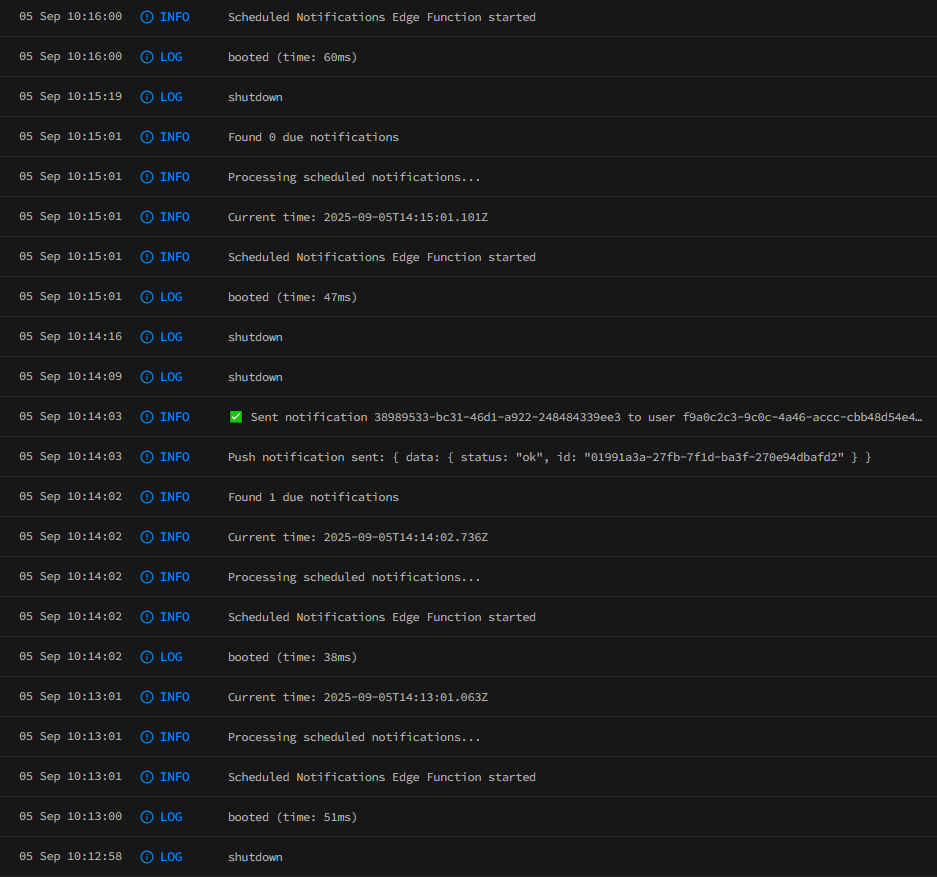 05 Sep 10:16:00 INFO Scheduled Notifications Edge Function started
05 Sep 10:16:00 LOG booted (time: 60ms)
05 Sep 10:15:19 LOG shutdown
05 Sep 10:15:01 INFO Found 0 due notifications
05 Sep 10:15:01 INFO Processing scheduled notifications...
05 Sep 10:15:01 INFO Current time: 2025-09-05T14:15:01.101Z
05 Sep 10:15:01 INFO Scheduled Notifications Edge Function started
05 Sep 10:15:01 LOG booted (time: 47ms)
05 Sep 10:14:16 LOG shutdown
05 Sep 10:14:09 LOG shutdown
05 Sep 10:14:03 INFO ✅ Sent notification 38989533-bc31-46d1-a922-248484339ee3 to user f9a0c2c3-9c0c-4a46-accc-cbb48d54e4…
05 Sep 10:14:03 INFO Push notification sent: { data: { status: "ok", id: "01991a3a-27fb-7f1d-ba3f-270e94dbafd2" } }
05 Sep 10:14:02 INFO Found 1 due notifications
05 Sep 10:14:02 INFO Current time: 2025-09-05T14:14:02.736Z
05 Sep 10:14:02 INFO Processing scheduled notifications...
05 Sep 10:14:02 INFO Scheduled Notifications Edge Function started
05 Sep 10:14:02 LOG booted (time: 38ms)
05 Sep 10:13:01 INFO Current time: 2025-09-05T14:13:01.063Z
05 Sep 10:13:01 INFO Processing scheduled notifications...
05 Sep 10:13:01 INFO Scheduled Notifications Edge Function started
05 Sep 10:13:00 LOG booted (time: 51ms)
05 Sep 10:12:58 LOG shutdown